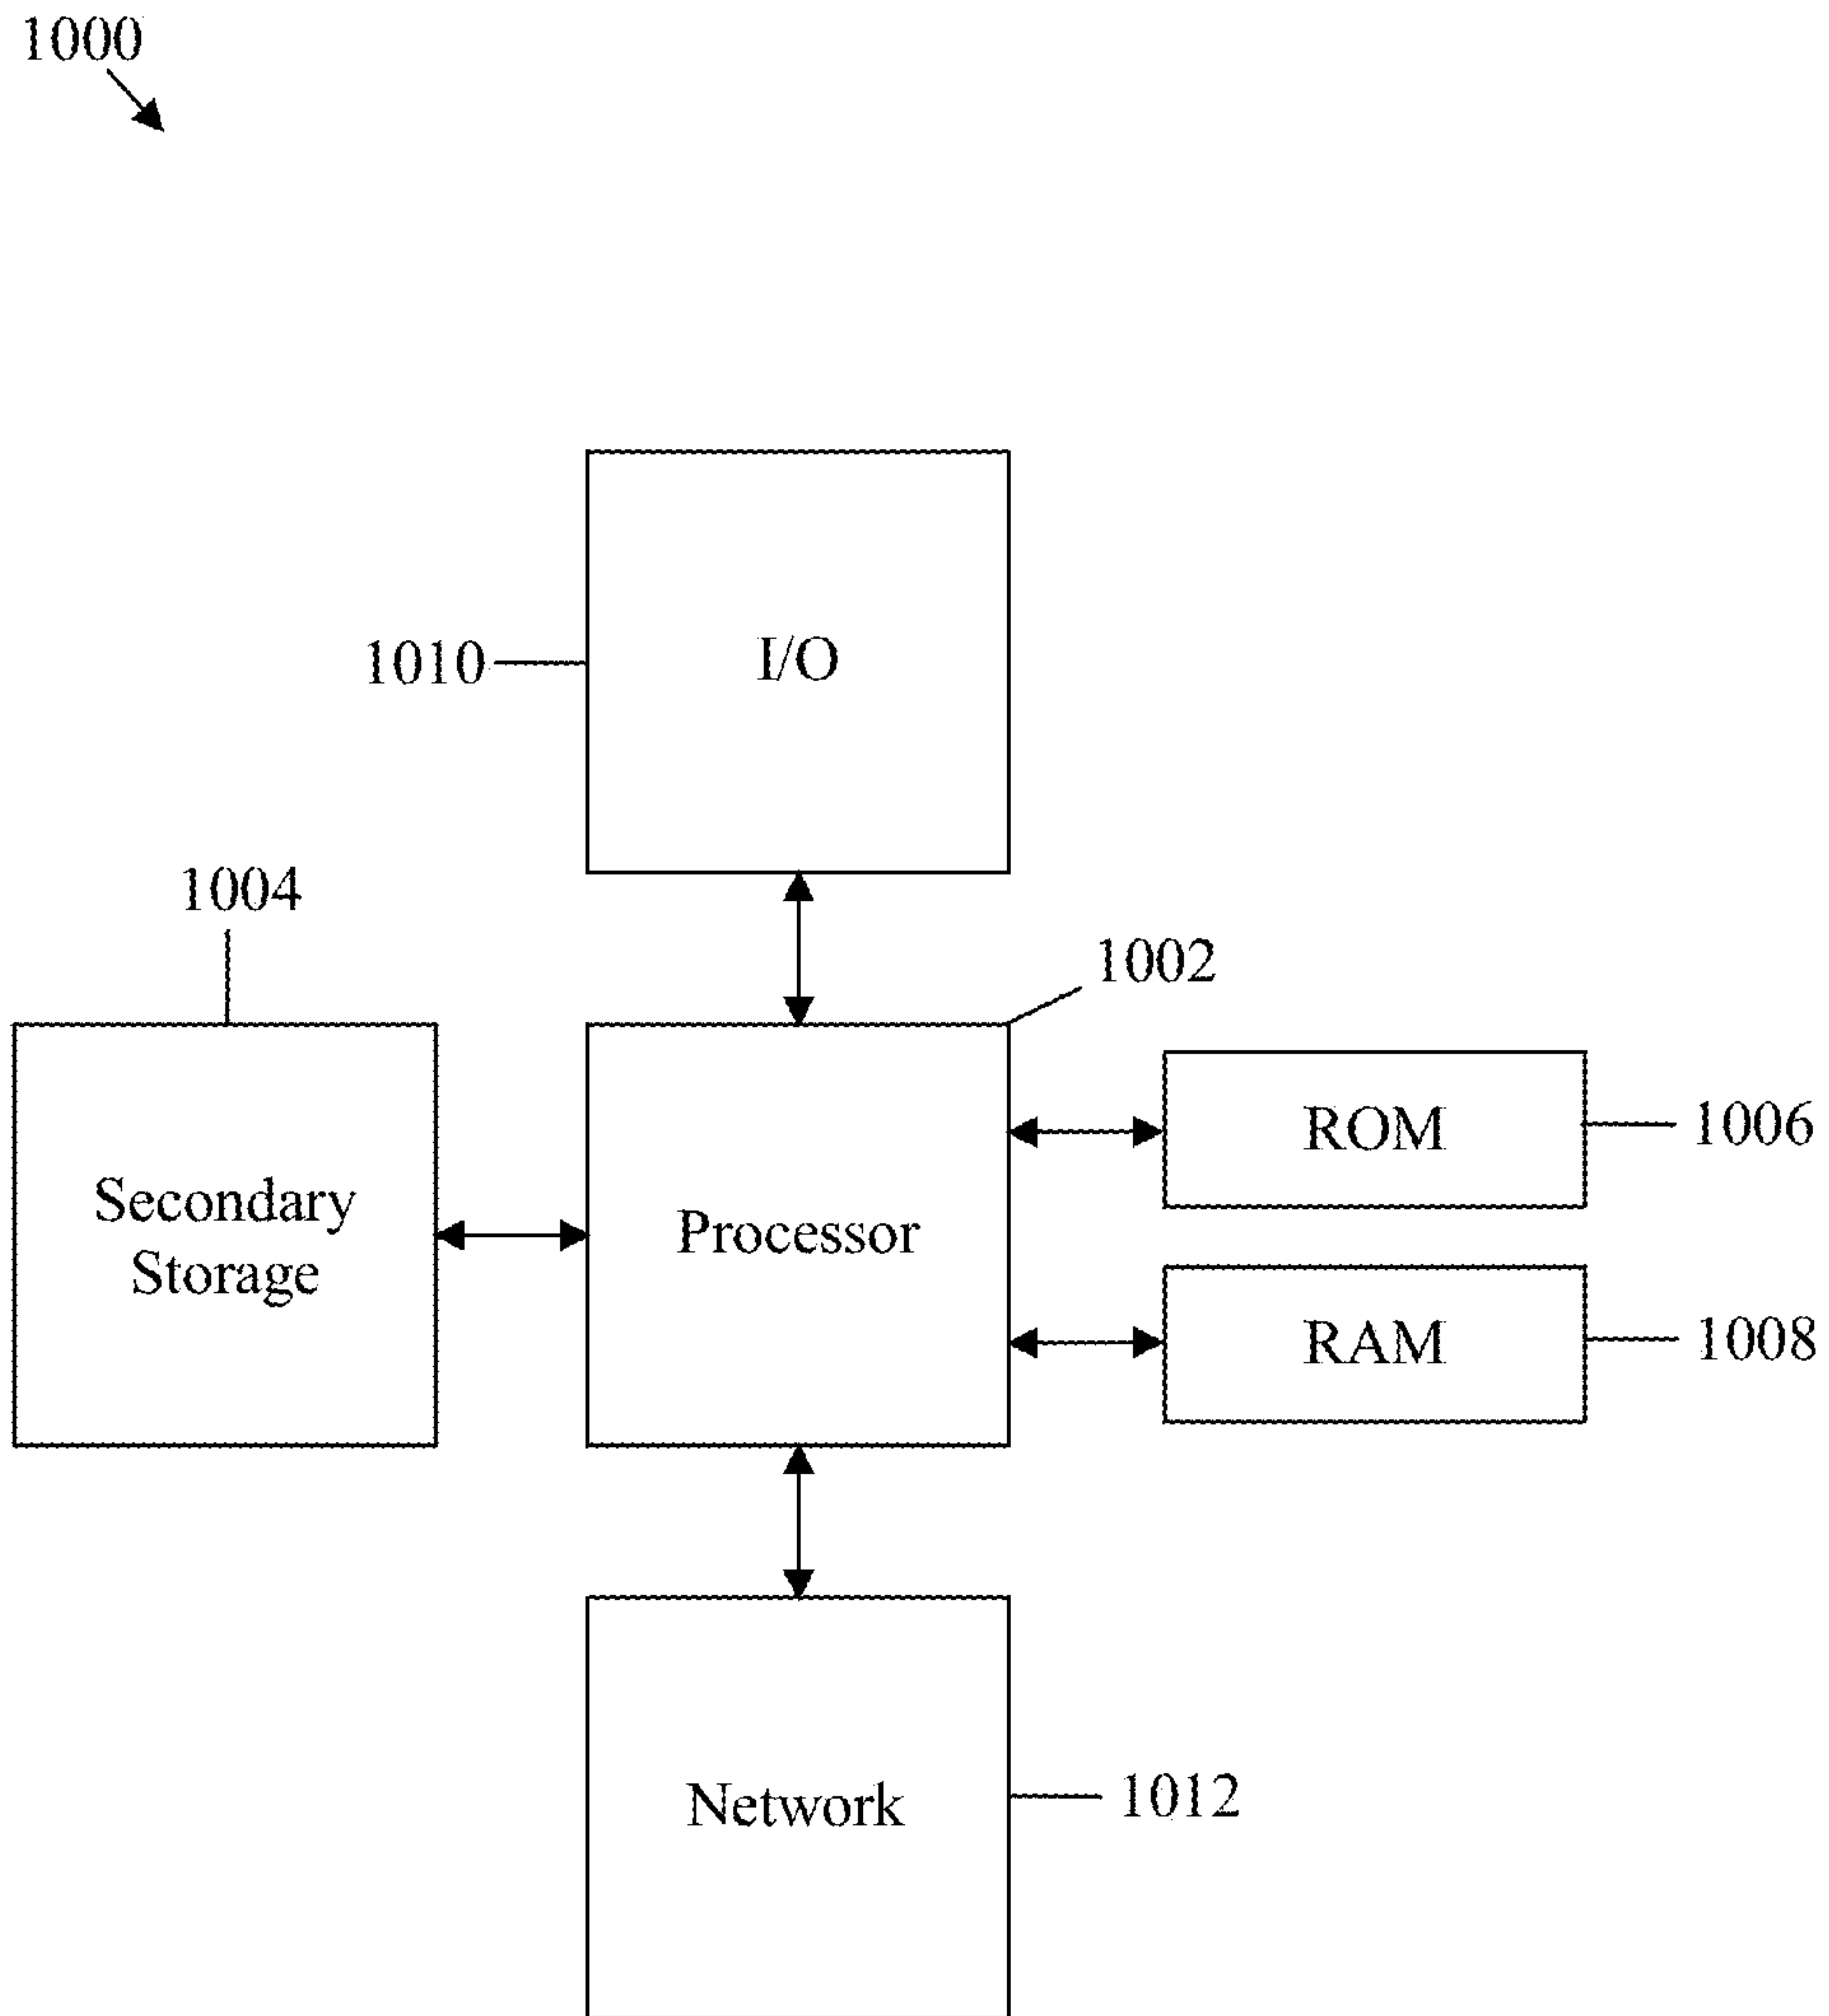 1000
I/O
1010
1004
1002
ROM
1006
Secondary
Storage
Processor
RAM
1008
Network
1012